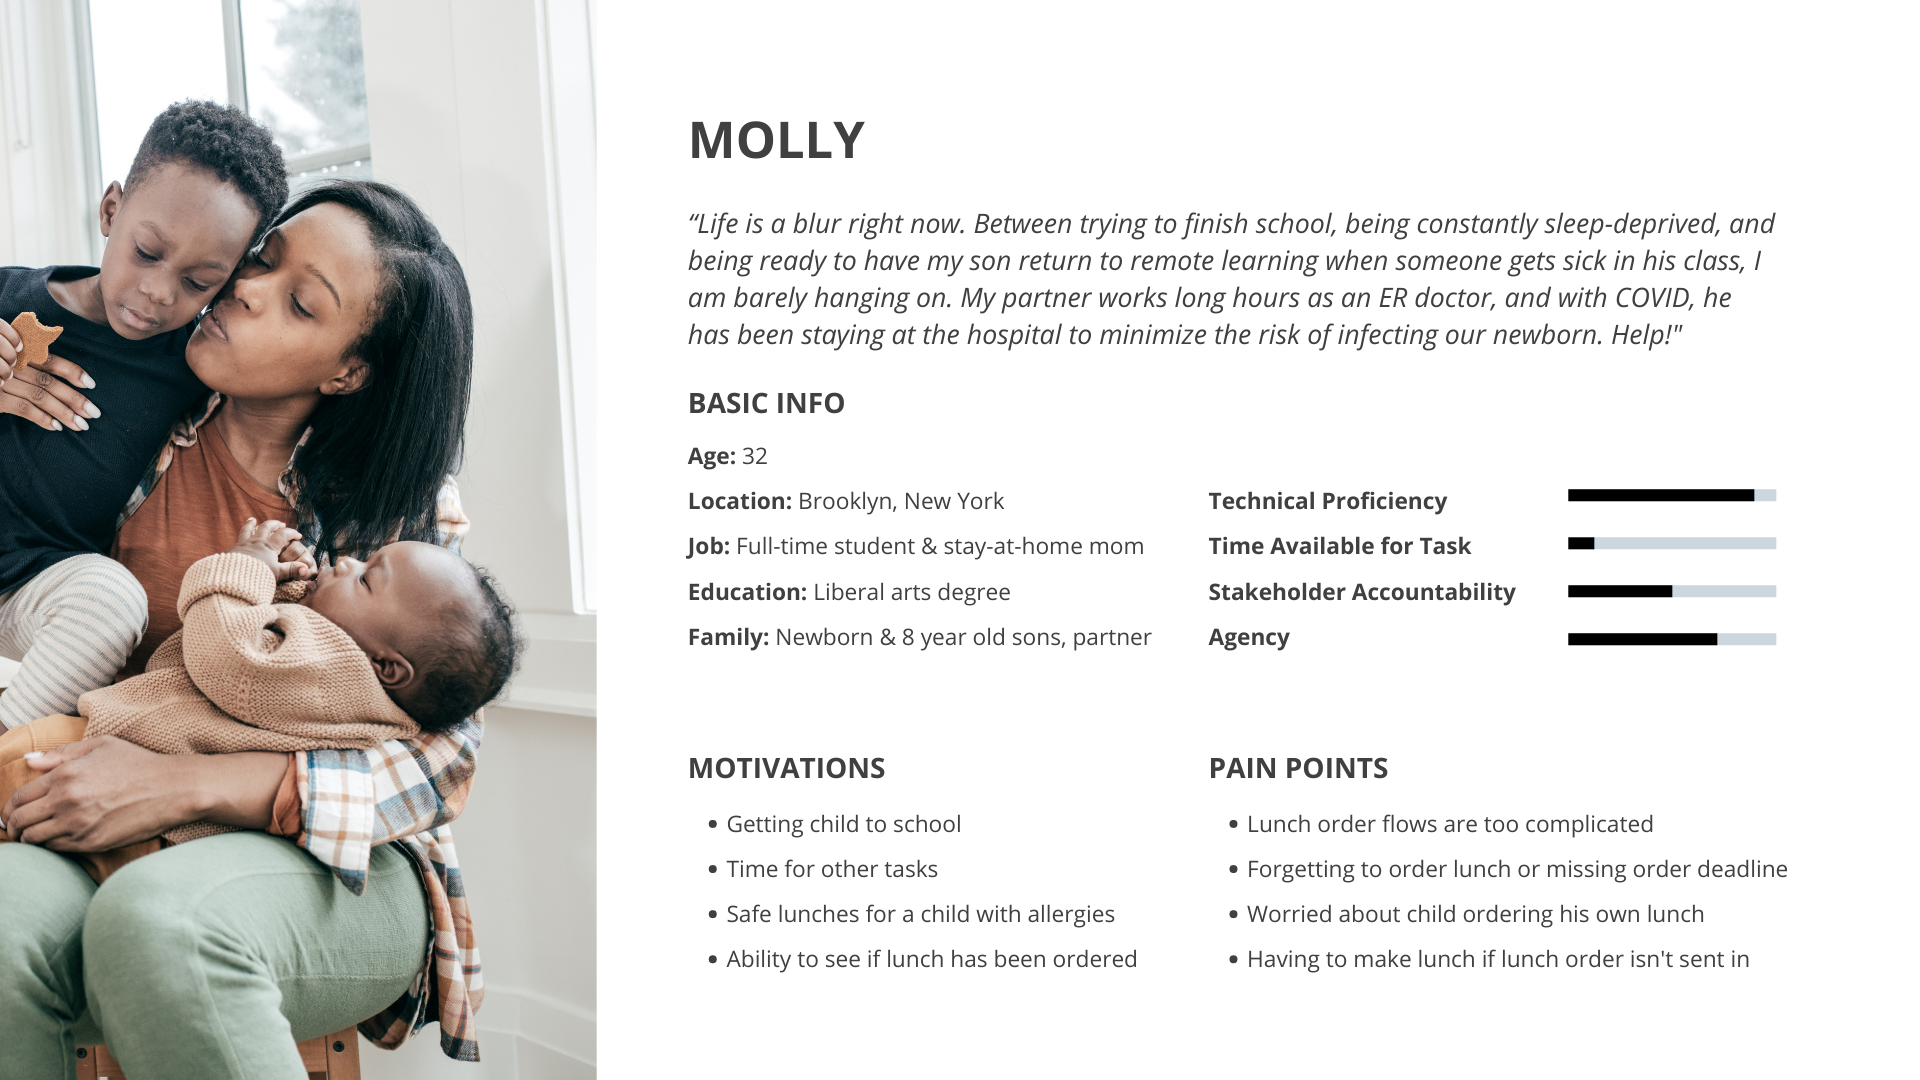 MOLLY
“Life is a blur right now. Between trying to finish school, being constantly sleep-deprived, and
being ready to have my son return to remote learning when someone gets sick in his class, I
am barely hanging on. My partner works long hours as an ER doctor, and with COVID, he
has been staying at the hospital to minimize the risk of infecting our newborn. Help!"
BASIC INFO
Age: 32
Location: Brooklyn, New York
Job: Full-time student & stay-at-home mom
Education: Liberal arts degree
Family: Newborn & 8 year old sons, partner
Technical Proficiency
Time Available for Task
Stakeholder Accountability
Agency
MOTIVATIONS
• Getting child to school
• Time for other tasks
• Safe lunches for a child with allergies
• Ability to see if lunch has been ordered
PAIN POINTS
• Lunch order flows are too complicated
• Forgetting to order lunch or missing order deadline
• Worried about child ordering his own lunch
• Having to make lunch if lunch order isn't sent in